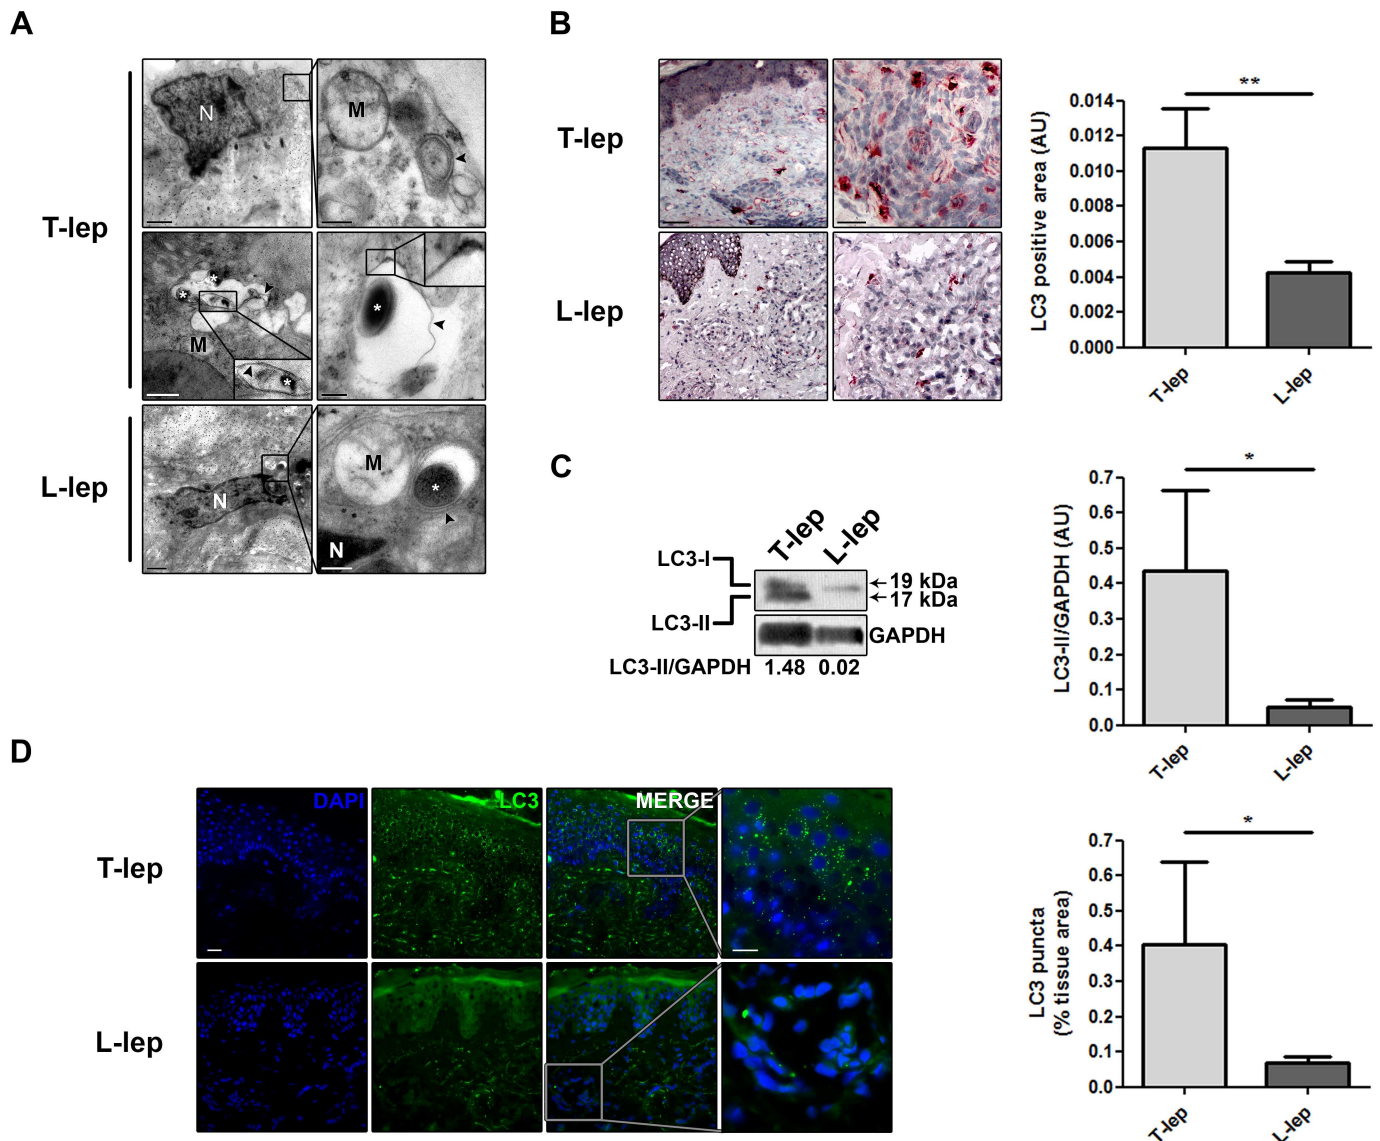 A
T-lep
L-lep
N
M
*
*
M
*
*
N
M
*
N
B
T-lep
L-lep
**
LC3 positive area (AU)
0.014
0.012
0.010
0.008
0.006
0.004
0.002
0.000
T-lep
L-lep
C
T-lep
L-lep
LC3-I
19 kDa
17 kDa
LC3-II
GAPDH
LC3-II/GAPDH 1.48 0.02
*
LC3-II/GAPDH (AU)
0.7
0.6
0.5
0.4
0.3
0.2
0.1
0.0
T-lep
L-lep
D
DAPI
LC3
MERGE
T-lep
L-lep
*
LC3 puncta
(% tissue area)
0.7
0.6
0.5
0.4
0.3
0.2
0.1
0.0
T-lep
L-lep